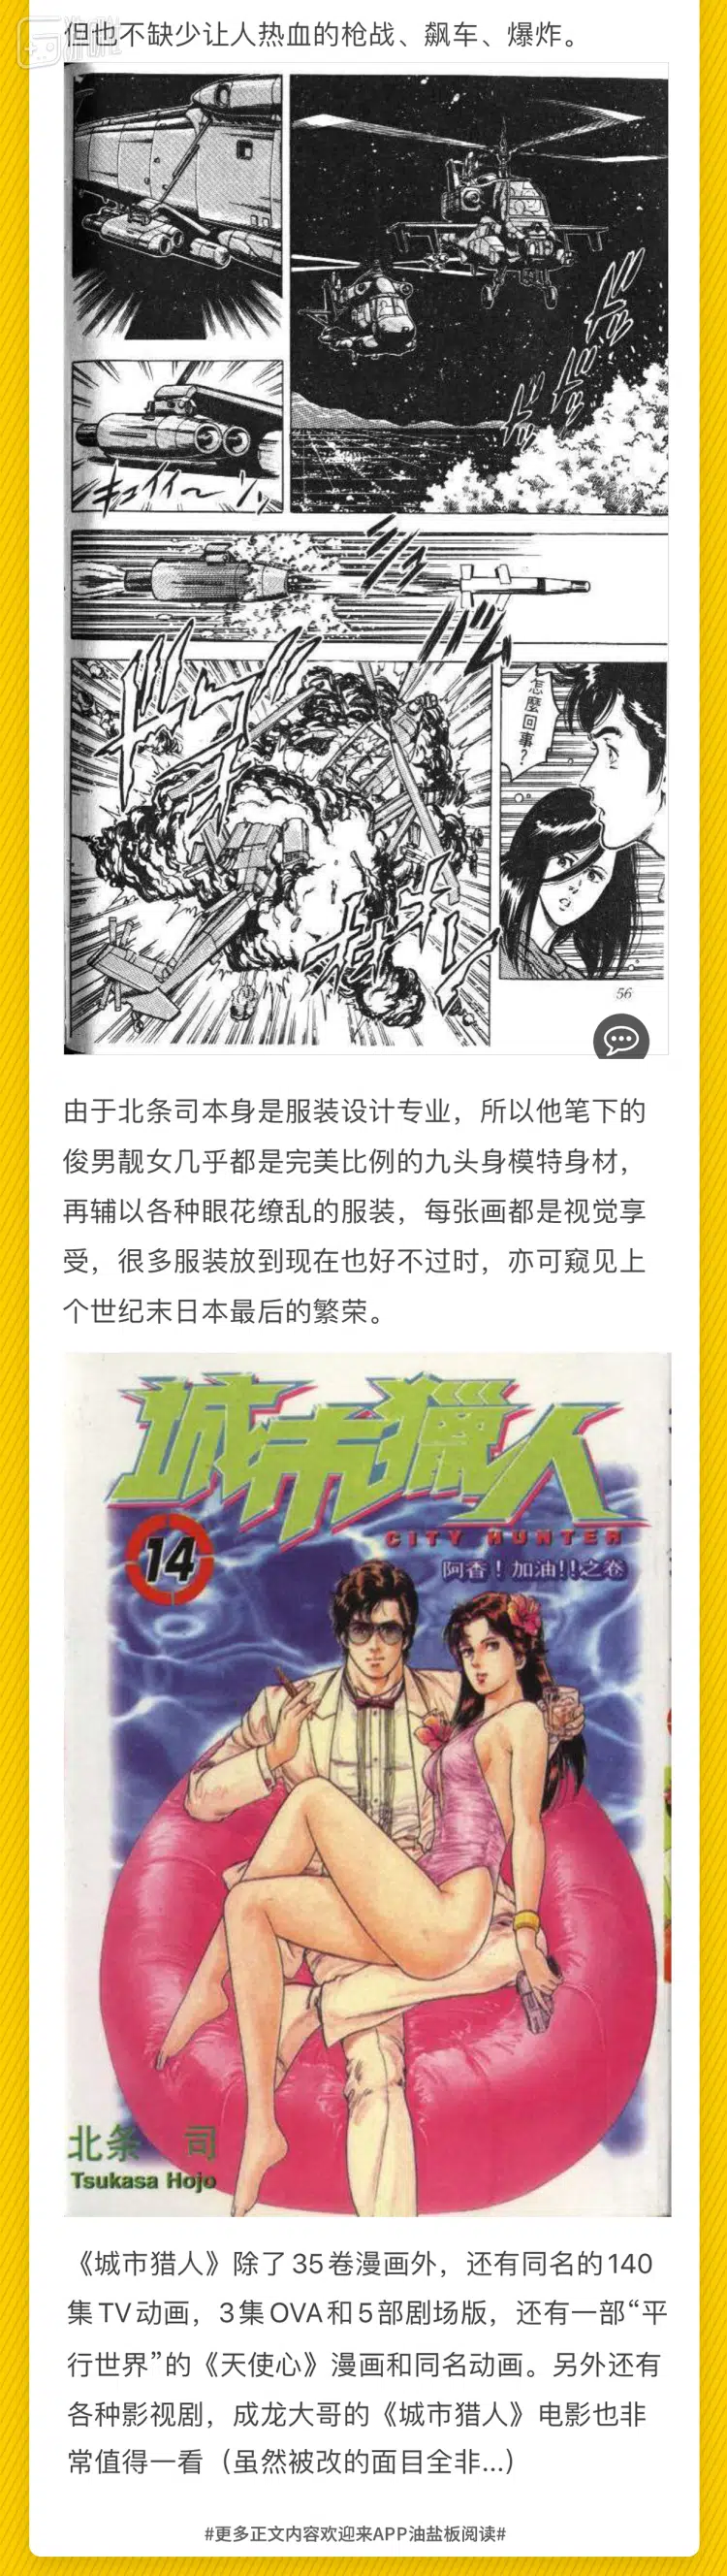 但也不缺少让人热血的枪战、飙车、爆炸。
ドドド
キュイィ〜ン
怎麼回事？
56
由于北条司本身是服装设计专业，所以他笔下的
俊男靓女几乎都是完美比例的九头身模特身材，
再辅以各种眼花缭乱的服装，每张画都是视觉享
受，很多服装放到现在也好不过时，亦可窥见上
个世纪末日本最后的繁荣。
城市獵人
CITY HUNTER
14
阿香！加油!!之卷
北条 司
Tsukasa Hojo
《城市猎人》除了35卷漫画外，还有同名的140
集TV动画，3集OVA和5部剧场版，还有一部“平
行世界”的《天使心》漫画和同名动画。另外还有
各种影视剧，成龙大哥的《城市猎人》电影也非
常值得一看（虽然被改的面目全非...）
#更多正文内容欢迎来APP油盐板阅读#